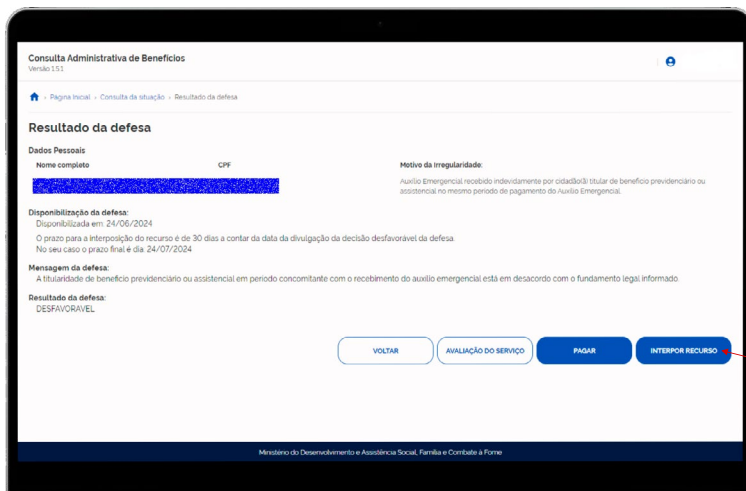 Consulta Administrativa de Benefícios
Versão 1.5.1
Página Inicial › Consulta da situação › Resultado da defesa
Resultado da defesa
Dados Pessoais
Nome completo CPF
Motivo da Irregularidade:
Auxílio Emergencial recebido indevidamente por cidadão(ã) titular de benefício previdenciário ou
assistencial no mesmo período de pagamento do Auxílio Emergencial.
Disponibilização da defesa:
Disponibilizada em: 24/06/2024
O prazo para a interposição do recurso é de 30 dias a contar da data da divulgação da decisão desfavorável da defesa.
No seu caso o prazo final é dia: 24/07/2024
Mensagem da defesa:
A titularidade de benefício previdenciário ou assistencial em período concomitante com o recebimento do auxílio emergencial está em desacordo com o fundamento legal informado.
Resultado da defesa:
DESFAVORAVEL
VOLTAR
AVALIAÇÃO DO SERVIÇO
PAGAR
INTERPOR RECURSO
Ministério do Desenvolvimento e Assistência Social, Família e Combate à Fome